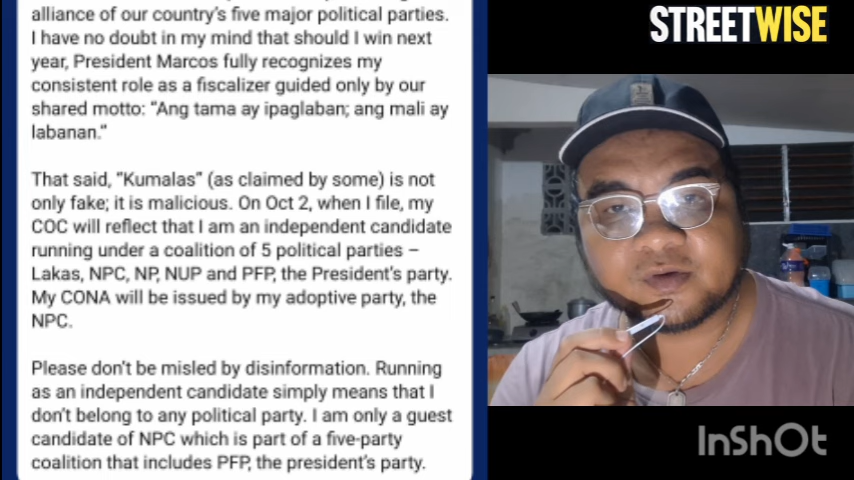 alliance of our country's five major political parties.
I have no doubt in my mind that should I win next
year, President Marcos fully recognizes my
consistent role as a fiscalizer guided only by our
shared motto: “Ang tama ay ipaglaban; ang mali ay
labanan.”
That said, “Kumalas” (as claimed by some) is not
only fake; it is malicious. On Oct 2, when I file, my
COC will reflect that I am an independent candidate
running under a coalition of 5 political parties –
Lakas, NPC, NP, NUP and PFP, the President's party.
My CONA will be issued by my adoptive party, the
NPC.
Please don't be misled by disinformation. Running
as an independent candidate simply means that I
don't belong to any political party. I am only a guest
candidate of NPC which is part of a five-party
coalition that includes PFP, the president's party.
STREETWISE
InShOt